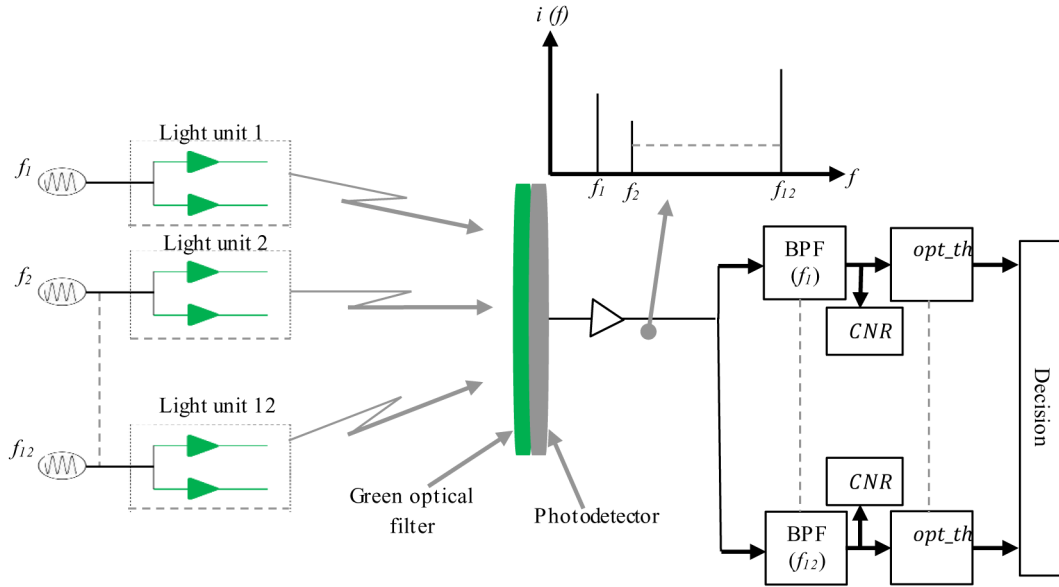 i (f)
f1
f2
f12
f
Light unit 1
f1
Light unit 2
f2
Light unit 12
f12
Green optical
filter
Photodetector
BPF
(f1)
opt_th
CNR
CNR
BPF
(f12)
opt_th
Decision